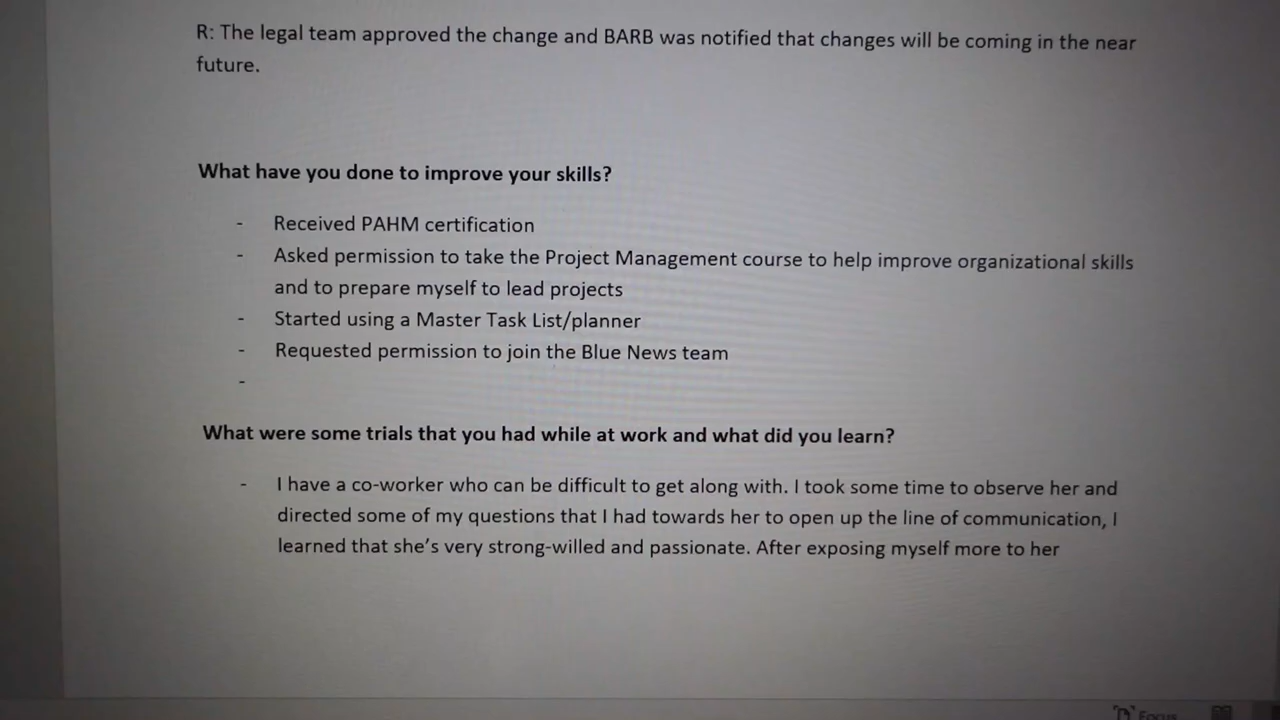 R: The legal team approved the change and BARB was notified that changes will be coming in the near
future.
What have you done to improve your skills?
- Received PAHM certification
- Asked permission to take the Project Management course to help improve organizational skills
and to prepare myself to lead projects
- Started using a Master Task List/planner
- Requested permission to join the Blue News team
-
What were some trials that you had while at work and what did you learn?
- I have a co-worker who can be difficult to get along with. I took some time to observe her and
directed some of my questions that I had towards her to open up the line of communication, I
learned that she’s very strong-willed and passionate. After exposing myself more to her
Focus